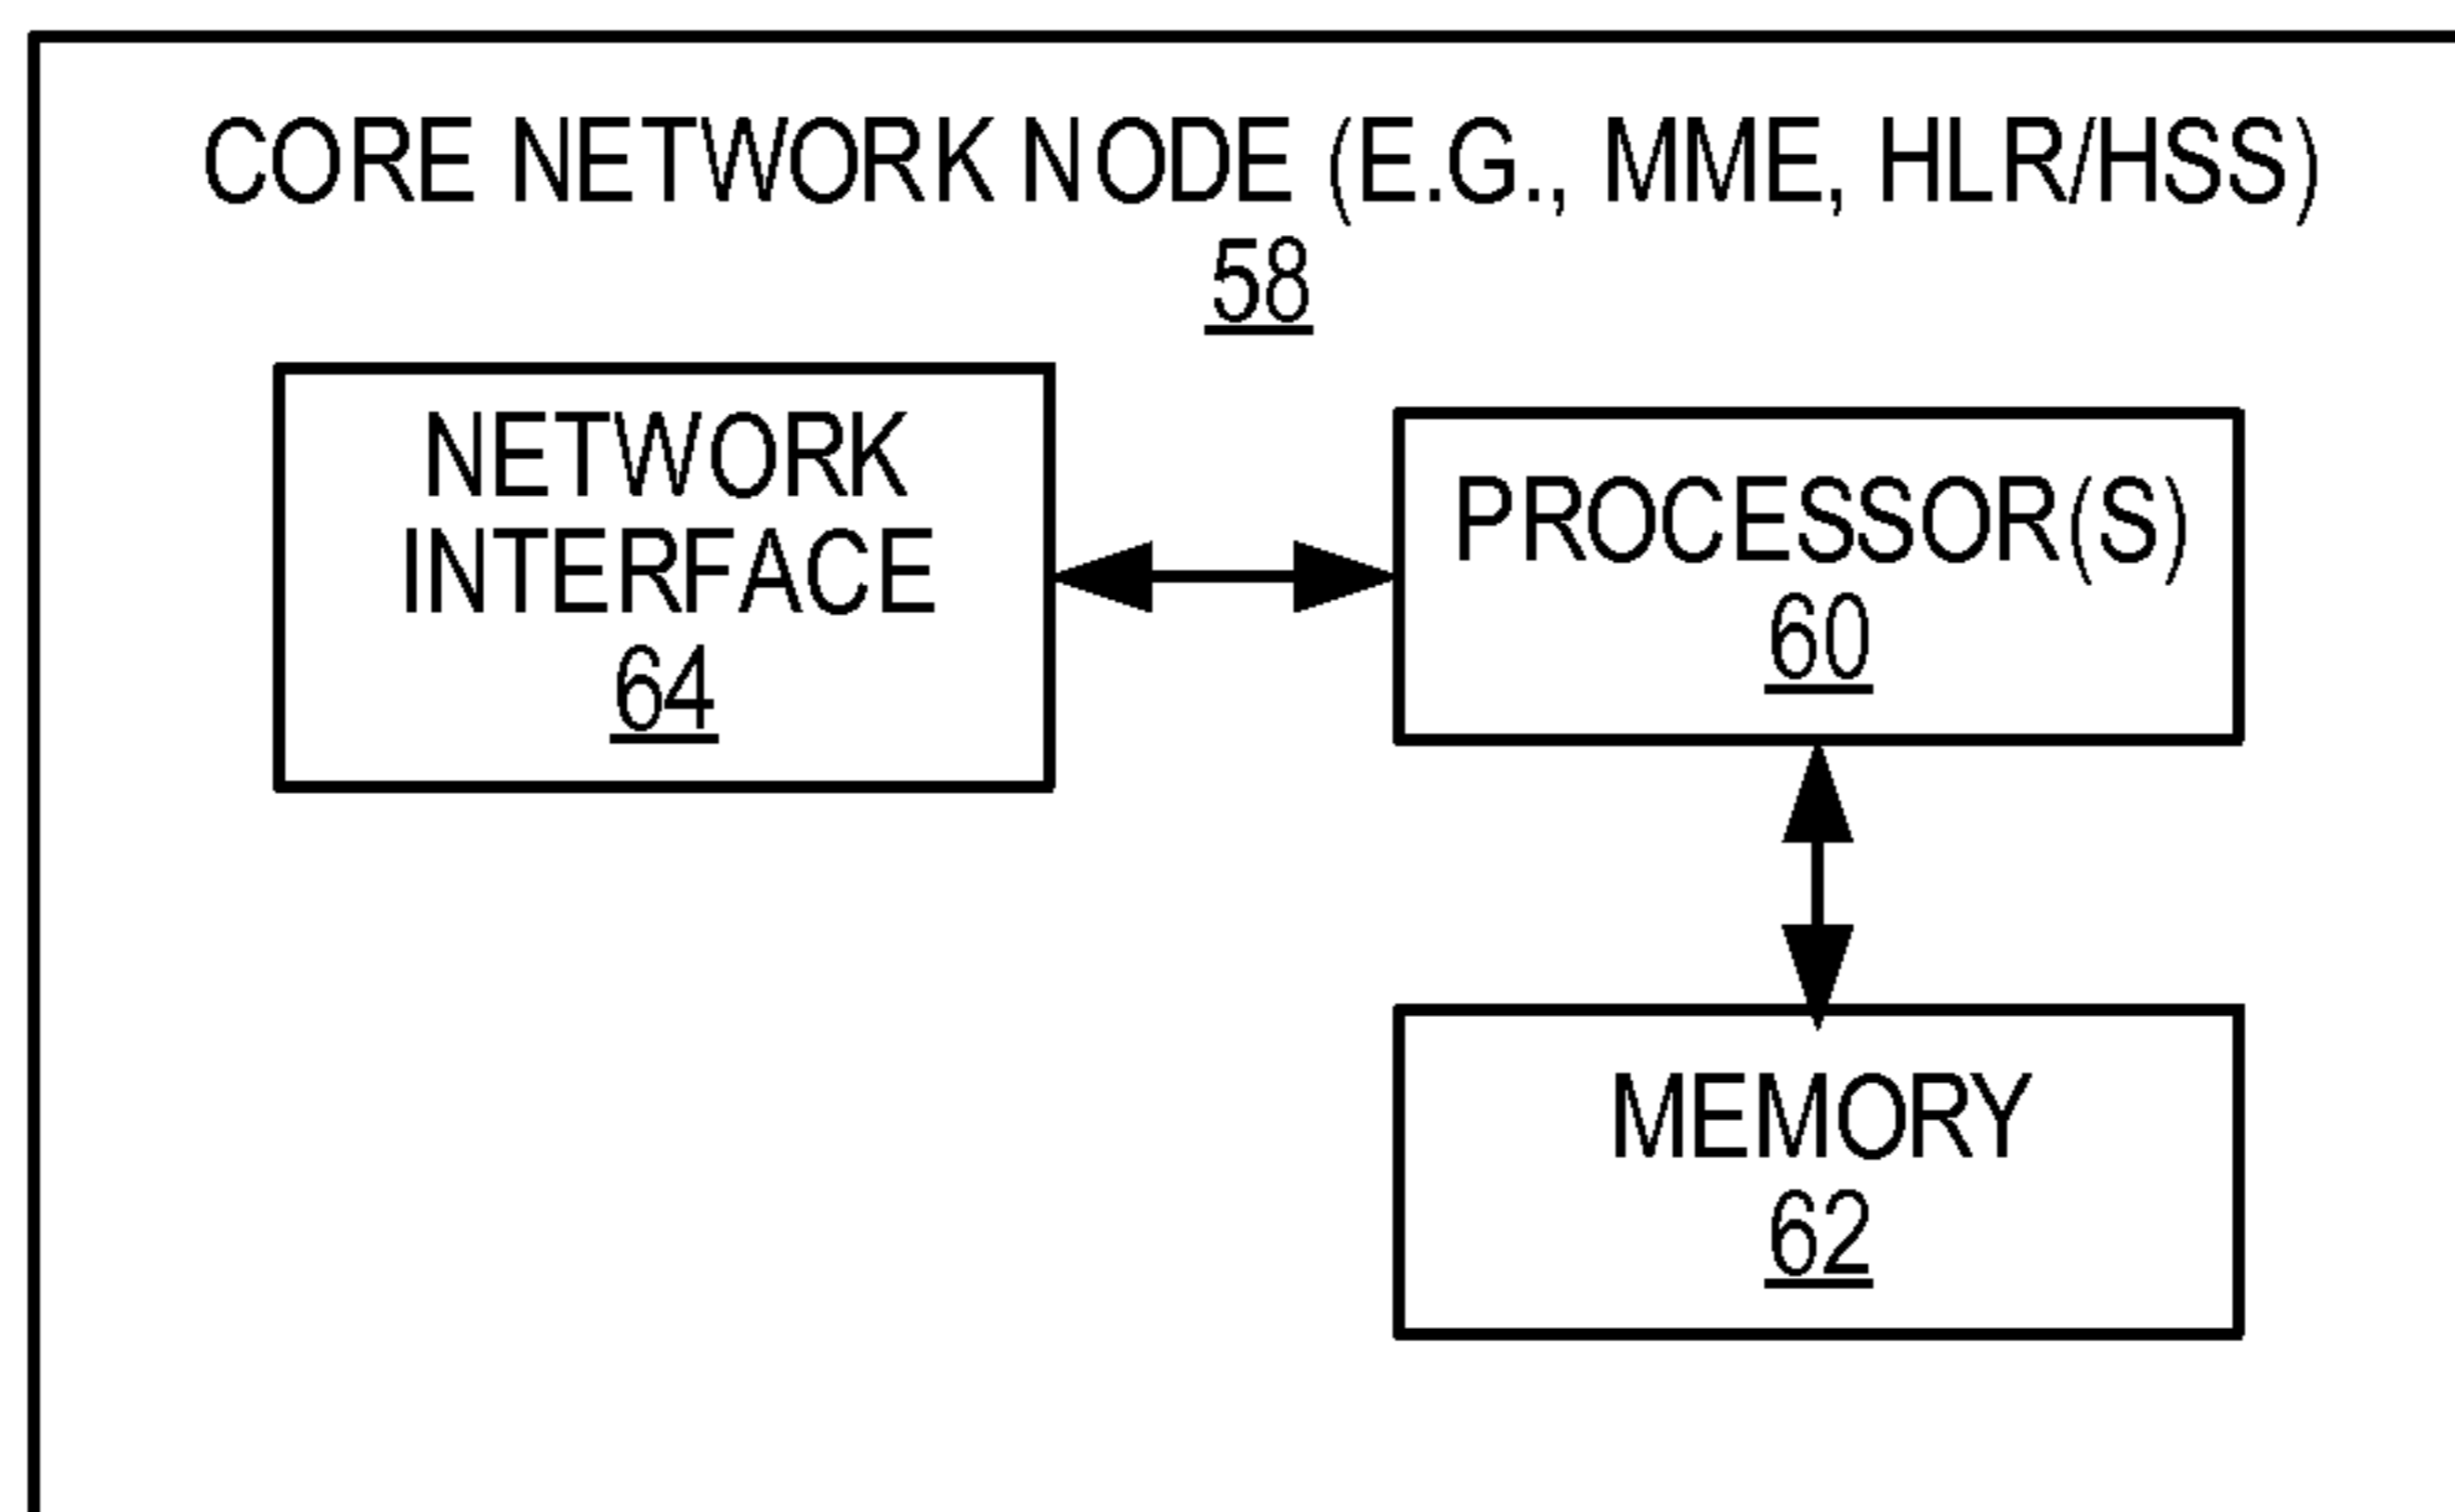 CORE NETWORK NODE (E.G., MME, HLR/HSS)
58
NETWORK
INTERFACE
64
PROCESSOR(S)
60
MEMORY
62